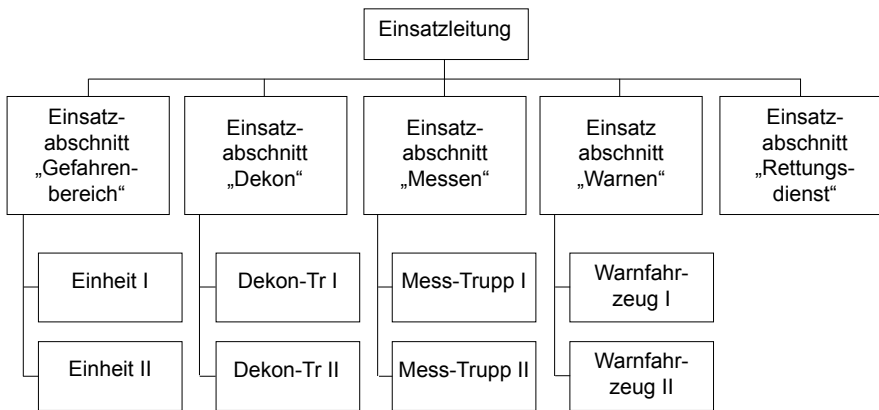 Einsatzleitung
Einsatz-
abschnitt
„Gefahren-
bereich“
Einsatz-
abschnitt
„Dekon“
Einsatz-
abschnitt
„Messen“
Einsatz
abschnitt
„Warnen“
Einsatz-
abschnitt
„Rettungs-
dienst“
Einheit I
Dekon-Tr I
Mess-Trupp I
Warnfahr-
zeug I
Einheit II
Dekon-Tr II
Mess-Trupp II
Warnfahr-
zeug II